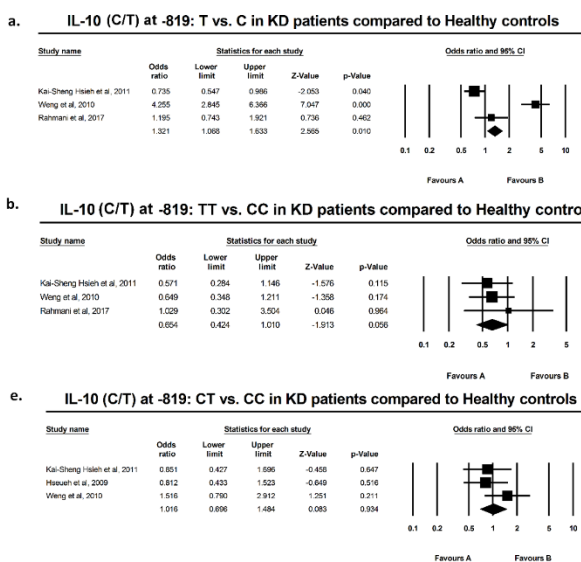 a. IL-10 (C/T) at -819: T vs. C in KD patients compared to Healthy controls
Study name Statistics for each study Odds ratio and 95% CI
Odds ratio Lower limit Upper limit Z-Value p-Value
Kai-Sheng Hsieh et al, 2011 0.735 0.547 0.986 -2.053 0.040
Weng et al, 2010 4.255 2.845 6.366 7.047 0.000
Rahmani et al, 2017 1.195 0.743 1.921 0.736 0.462
1.321 1.068 1.633 2.565 0.010
0.1 0.2 0.5 1 2 5 10
Favours A Favours B
b. IL-10 (C/T) at -819: TT vs. CC in KD patients compared to Healthy contro
Study name Statistics for each study Odds ratio and 95% CI
Odds ratio Lower limit Upper limit Z-Value p-Value
Kai-Sheng Hsieh et al, 2011 0.571 0.284 1.146 -1.576 0.115
Weng et al, 2010 0.649 0.348 1.211 -1.358 0.174
Rahmani et al, 2017 1.029 0.302 3.504 0.046 0.964
0.654 0.424 1.010 -1.913 0.056
0.1 0.2 0.5 1 2 5
Favours A Favours B
e. IL-10 (C/T) at -819: CT vs. CC in KD patients compared to Healthy controls
Study name Statistics for each study Odds ratio and 95% CI
Odds ratio Lower limit Upper limit Z-Value p-Value
Kai-Sheng Hsieh et al, 2011 0.851 0.427 1.696 -0.458 0.647
Hseueh et al, 2009 0.812 0.433 1.523 -0.649 0.516
Weng et al, 2010 1.516 0.790 2.912 1.251 0.211
1.016 0.696 1.484 0.083 0.934
0.1 0.2 0.5 1 2 5 10
Favours A Favours B